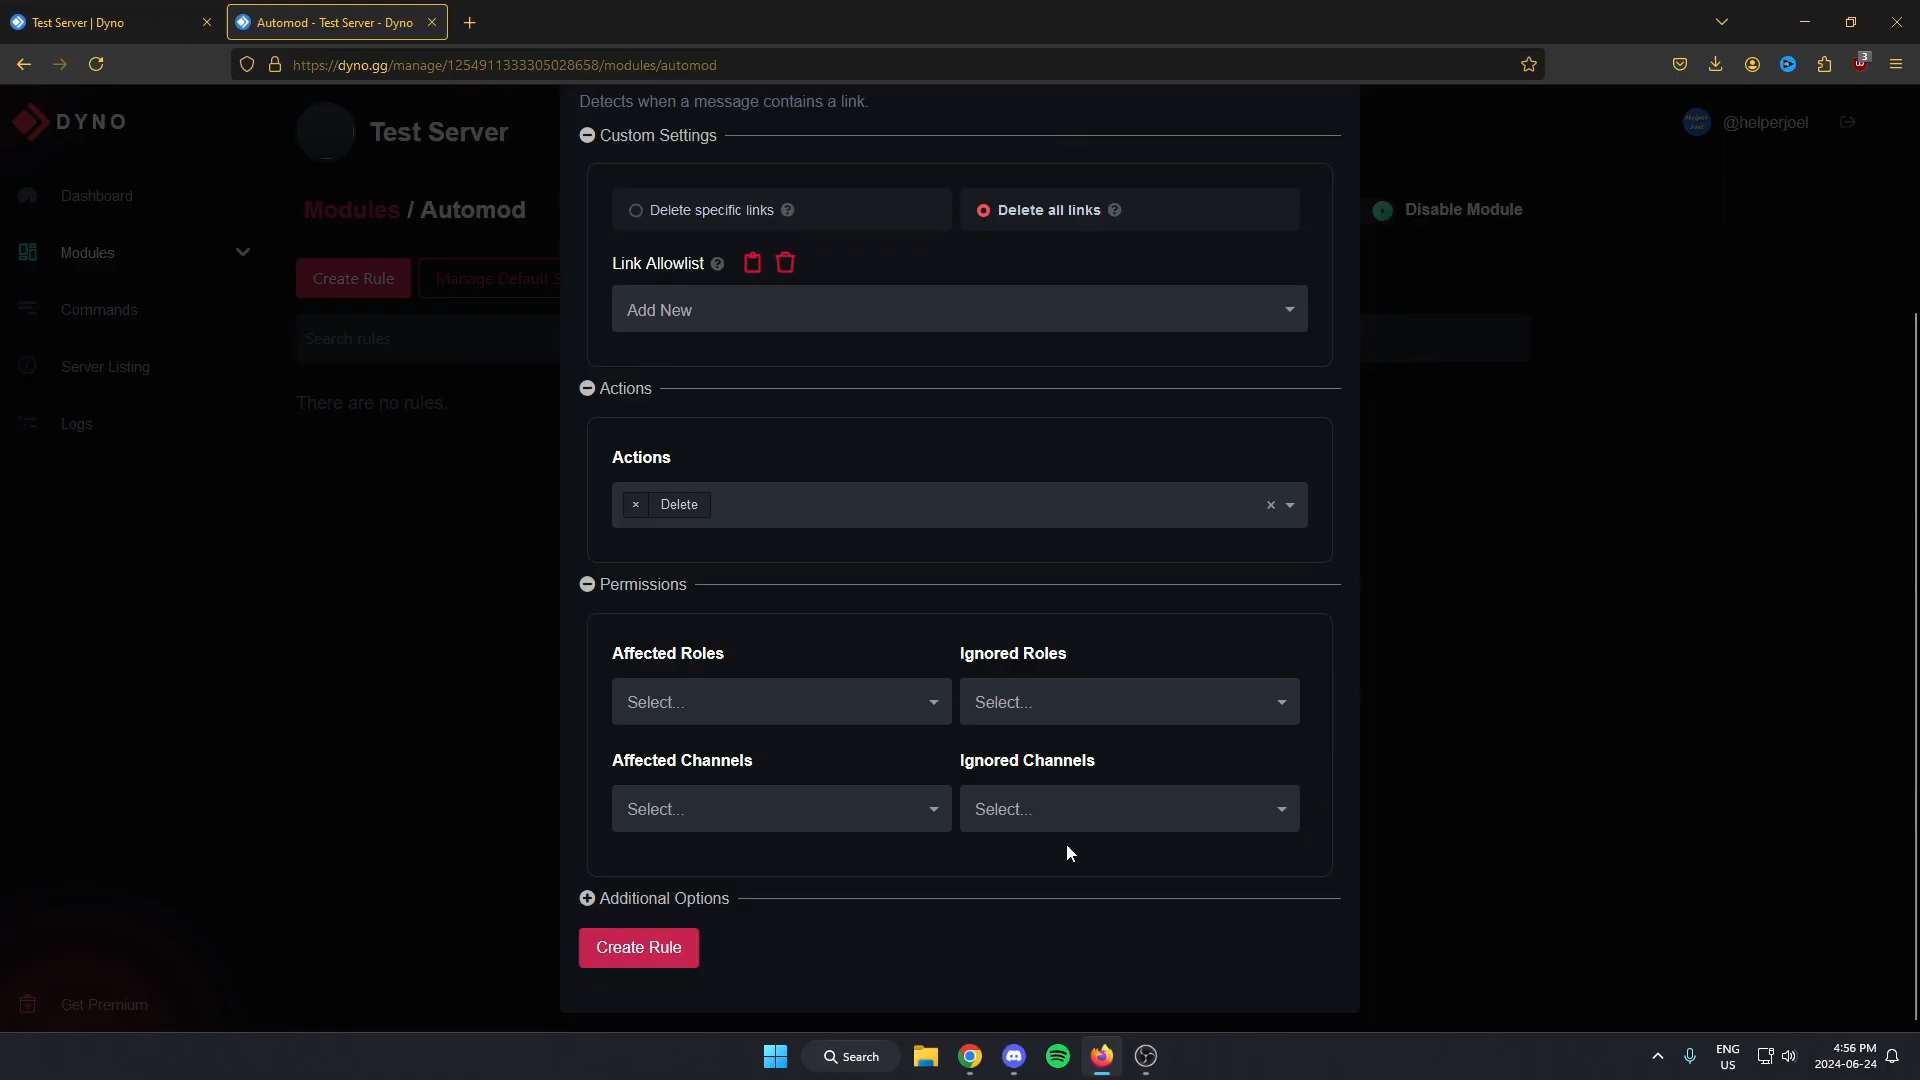 Test Server | Dyno
Automod - Test Server - Dyno
https://dyno.gg/manage/1254911333305028658/modules/automod
3
DYNO
Test Server
@helperjoel
Dashboard
Modules
Commands
Server Listing
Logs
Get Premium
Modules / Automod
Disable Module
Create Rule
Manage Default S
Search rules
There are no rules.
Detects when a message contains a link.
Custom Settings
Delete specific links
Delete all links
Link Allowlist
Add New
Actions
Actions
Delete
Permissions
Affected Roles
Ignored Roles
Select...
Select...
Affected Channels
Ignored Channels
Select...
Select...
Additional Options
Create Rule
Search
ENG
US
4:56 PM
2024-06-24